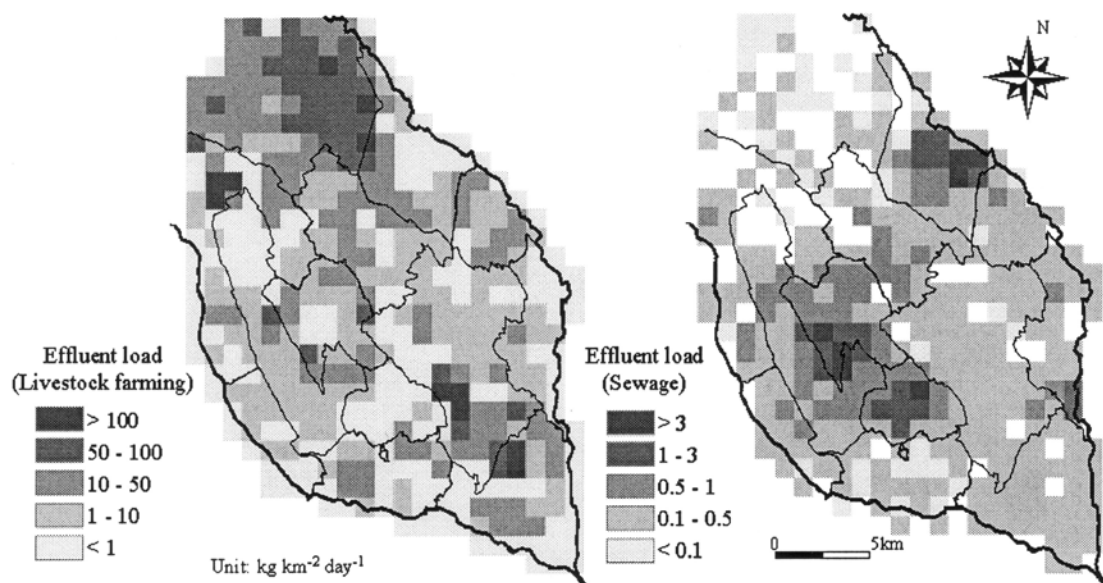 N
Effluent load
(Livestock farming)
> 100
50 - 100
10 - 50
1 - 10
< 1
Unit: kg km⁻² day⁻¹
Effluent load
(Sewage)
> 3
1 - 3
0.5 - 1
0.1 - 0.5
< 0.1
0 5km